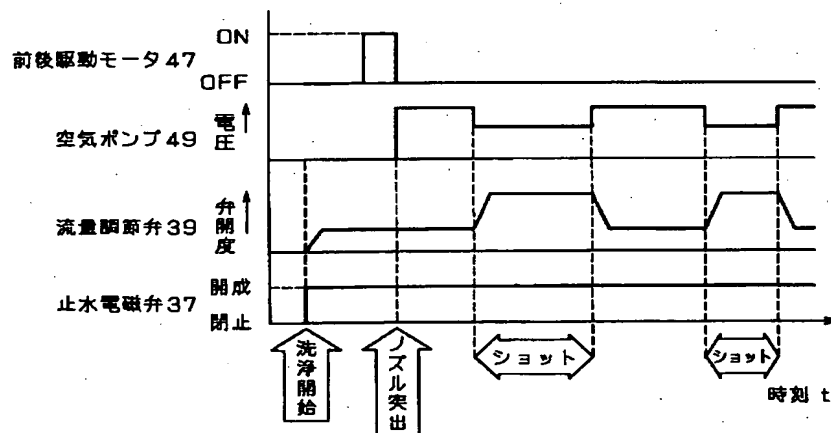 ON
前後駆動モータ47
OFF
電圧
空気ポンプ49
弁開度
流量調節弁39
開成
止水電磁弁37
閉止
洗浄開始
ノズル突出
ショット
ショット
時刻 t